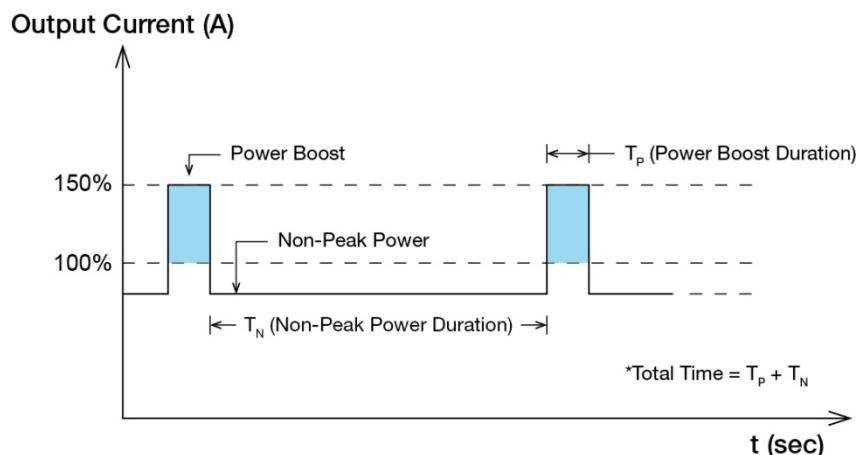 Output Current (A)
Power Boost
T_P (Power Boost Duration)
150%
Non-Peak Power
100%
T_N (Non-Peak Power Duration)
*Total Time = T_P + T_N
t (sec)